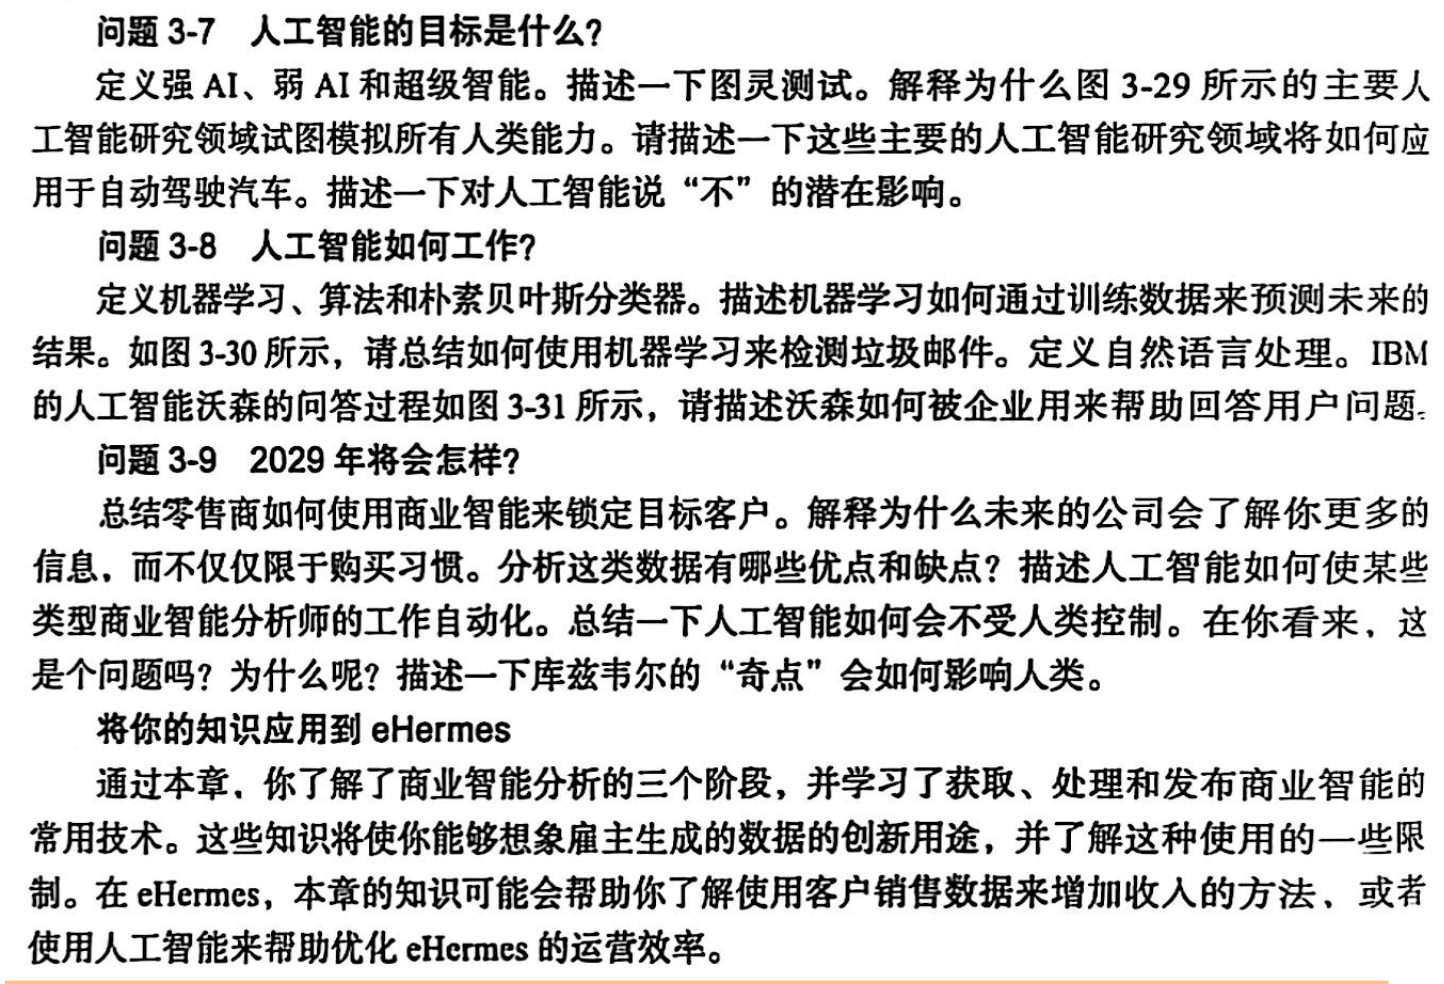 问题 3-7 人工智能的目标是什么?
定义强 AI、弱 AI 和超级智能。描述一下图灵测试。解释为什么图 3-29 所示的主要人
工智能研究领域试图模拟所有人类能力。请描述一下这些主要的人工智能研究领域将如何应
用于自动驾驶汽车。描述一下对人工智能说“不”的潜在影响。
问题 3-8 人工智能如何工作?
定义机器学习、算法和朴素贝叶斯分类器。描述机器学习如何通过训练数据来预测未来的
结果。如图 3-30 所示，请总结如何使用机器学习来检测垃圾邮件。定义自然语言处理。IBM
的人工智能沃森的问答过程如图 3-31 所示，请描述沃森如何被企业用来帮助回答用户问题。
问题 3-9 2029 年将会怎样?
总结零售商如何使用商业智能来锁定目标客户。解释为什么未来的公司会了解你更多的
信息，而不仅仅限于购买习惯。分析这类数据有哪些优点和缺点? 描述人工智能如何使某些
类型商业智能分析师的工作自动化。总结一下人工智能如何会不受人类控制。在你看来，这
是个问题吗? 为什么呢? 描述一下库兹韦尔的“奇点”会如何影响人类。
将你的知识应用到 eHermes
通过本章，你了解了商业智能分析的三个阶段，并学习了获取、处理和发布商业智能的
常用技术。这些知识将使你能够想象雇主生成的数据的创新用途，并了解这种使用的一些限
制。在 eHermes，本章的知识可能会帮助你了解使用客户销售数据来增加收入的方法、或者
使用人工智能来帮助优化 eHermes 的运营效率。